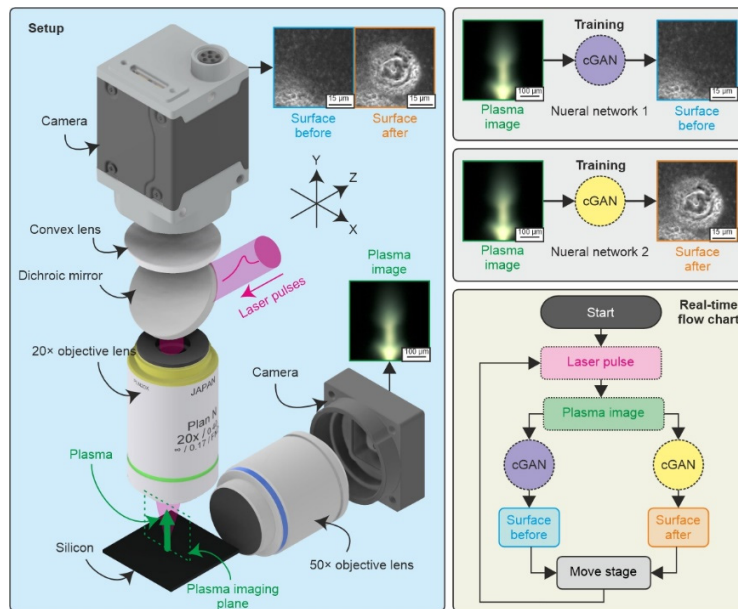 Setup
Camera
15 µm
15 µm
Surface
before
Surface
after
Y
Z
X
Convex lens
Dichroic mirror
Laser pulses
Plasma
image
100 µm
20× objective lens
JAPAN
Plan N
20x / 0.
Camera
Plasma
Silicon
Plasma imaging
plane
50× objective lens
Training
cGAN
100 µm
15 µm
Plasma
image
Nueral network 1
Surface
before
Training
cGAN
100 µm
15 µm
Plasma
image
Nueral network 2
Surface
after
Real-time
flow chart
Start
Laser pulse
Plasma image
cGAN
cGAN
Surface
before
Surface
after
Move stage